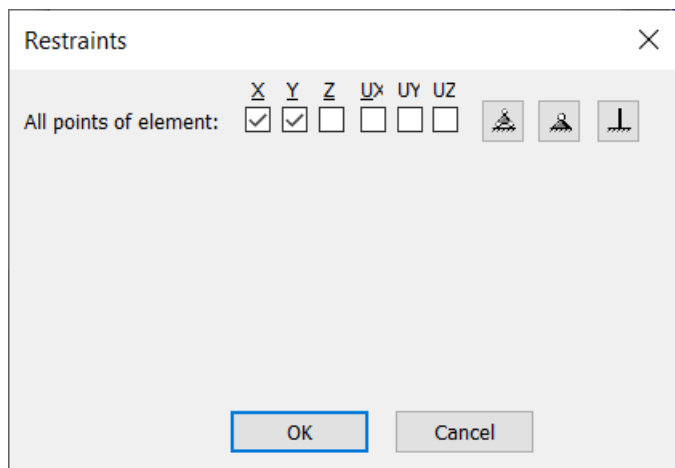 Restraints
X Y Z UX UY UZ
All points of element:
OK Cancel